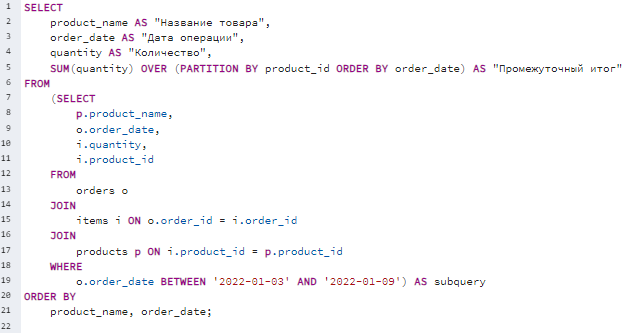 1 SELECT
2 product_name AS "Название товара",
3 order_date AS "Дата операции",
4 quantity AS "Количество",
5 SUM(quantity) OVER (PARTITION BY product_id ORDER BY order_date) AS "Промежуточный итог"
6 FROM
7 (SELECT
8 p.product_name,
9 o.order_date,
10 i.quantity,
11 i.product_id
12 FROM
13 orders o
14 JOIN
15 items i ON o.order_id = i.order_id
16 JOIN
17 products p ON i.product_id = p.product_id
18 WHERE
19 o.order_date BETWEEN '2022-01-03' AND '2022-01-09') AS subquery
20 ORDER BY
21 product_name, order_date;
22